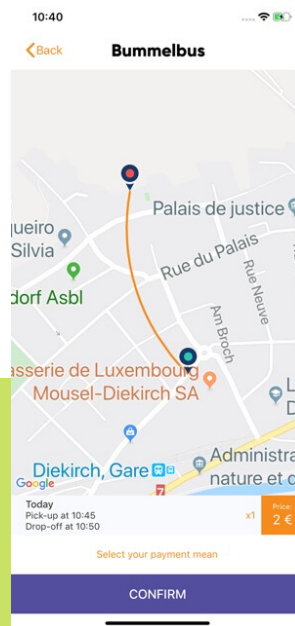 10:40
Back
Bummelbus
Palais de justice
ueiro
Silvia
Rue du Palais
Rue Neuve
dorf Asbl
Am Broch
asserie de Luxembourg
Mousel-Diekirch SA
L
D
Administra
nature et d
Diekirch, Gare
Google
7
Today
Pick-up at 10:45
Drop-off at 10:50
x1
Price:
2 €
Select your payment mean
CONFIRM